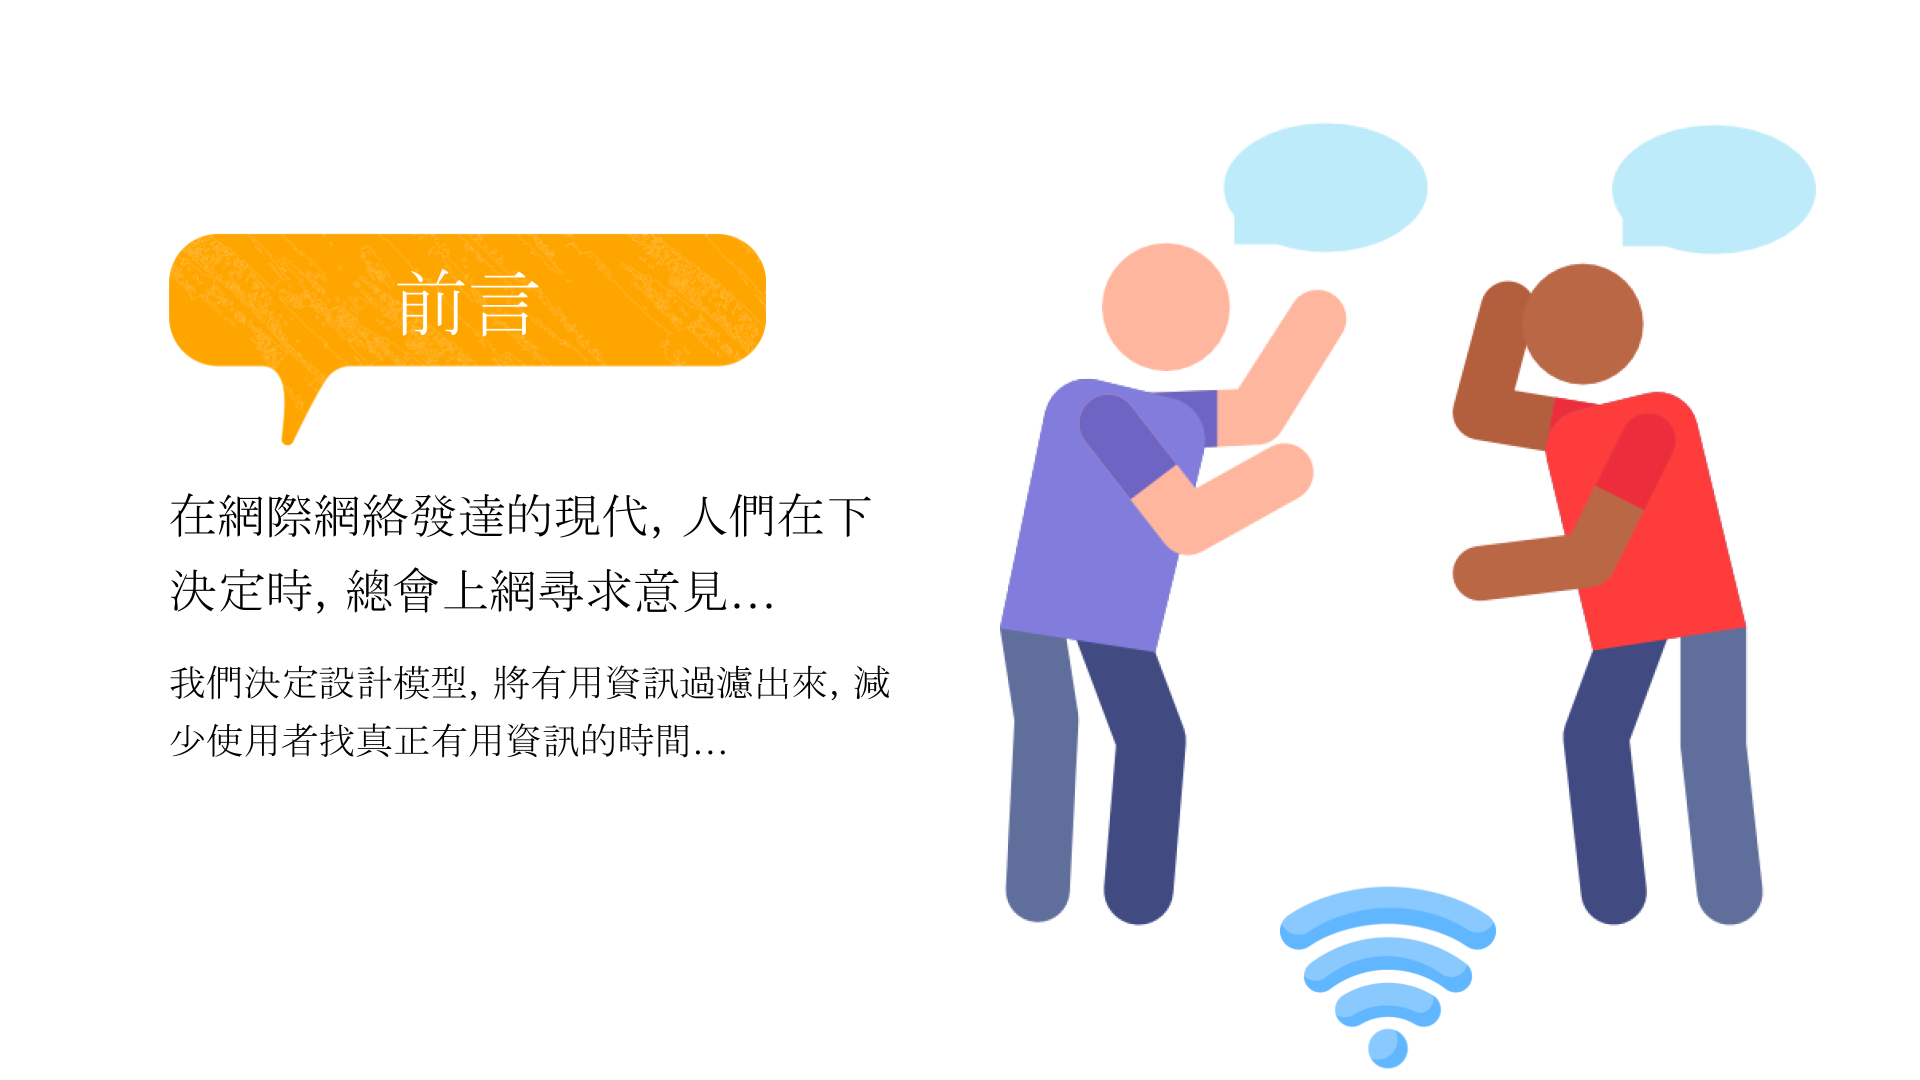 前言
在網際網絡發達的現代, 人們在下
決定時, 總會上網尋求意見...
我們決定設計模型, 將有用資訊過濾出來, 減
少使用者找真正有用資訊的時間...